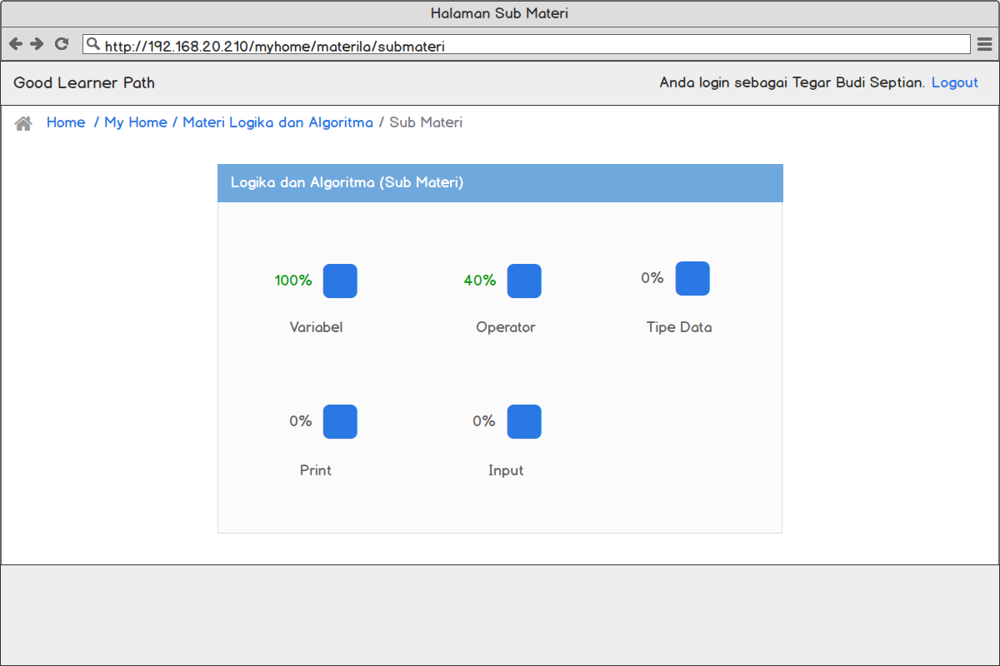 Halaman Sub Materi
http://192.168.20.210/myhome/materila/submateri
Good Learner Path
Anda login sebagai Tegar Budi Septian. Logout
Home / My Home / Materi Logika dan Algoritma / Sub Materi
Logika dan Algoritma (Sub Materi)
100% 40% 0%
Variabel Operator Tipe Data
0% 0%
Print Input